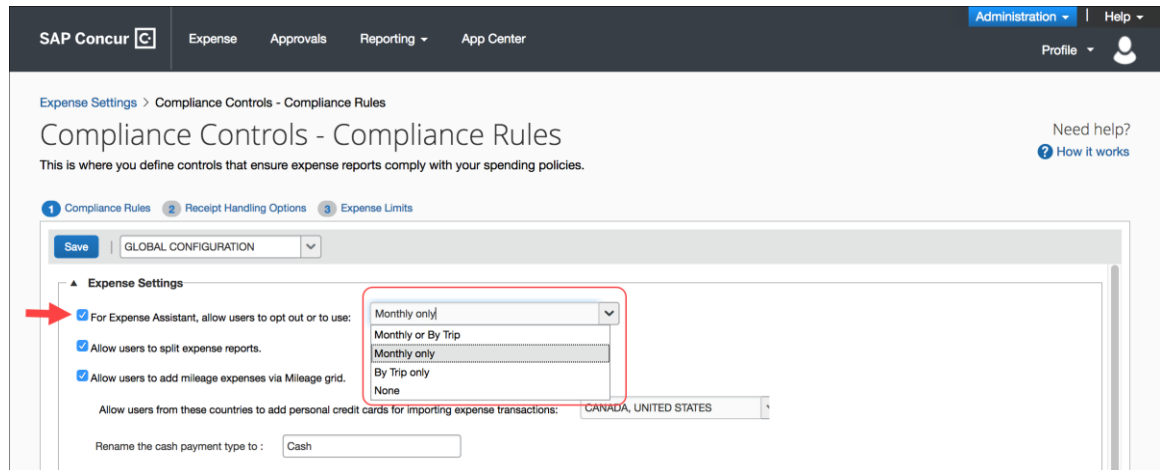 Administration | Help
SAP Concur C Expense Approvals Reporting App Center
Profile
Expense Settings > Compliance Controls - Compliance Rules
Compliance Controls - Compliance Rules
Need help?
This is where you define controls that ensure expense reports comply with your spending policies.
? How it works
1 Compliance Rules 2 Receipt Handling Options 3 Expense Limits
Save | GLOBAL CONFIGURATION
Expense Settings
For Expense Assistant, allow users to opt out or to use: Monthly only
Monthly or By Trip
Allow users to split expense reports.
Monthly only
By Trip only
Allow users to add mileage expenses via Mileage grid.
None
Allow users from these countries to add personal credit cards for importing expense transactions: CANADA, UNITED STATES
Rename the cash payment type to : Cash